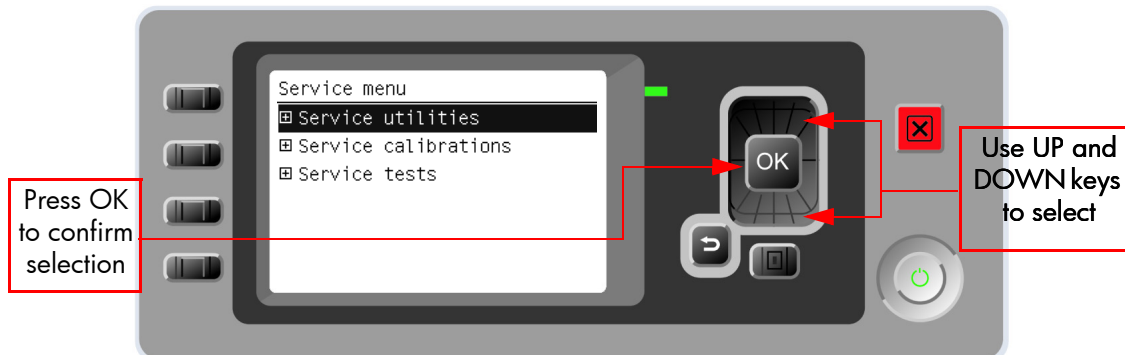 Service menu
Service utilities
Service calibrations
Service tests
OK
Press OK
to confirm
selection
Use UP and
DOWN keys
to select